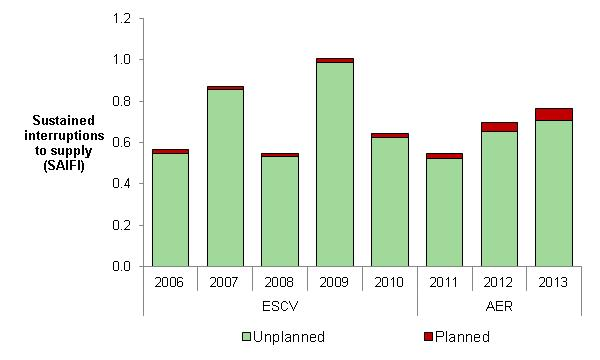 1.2
1.0
0.8
0.6
0.4
0.2
0.0
Sustained
interruptions
to supply
(SAIFI)
2006 2007 2008 2009 2010 2011 2012 2013
ESCV AER
Unplanned Planned